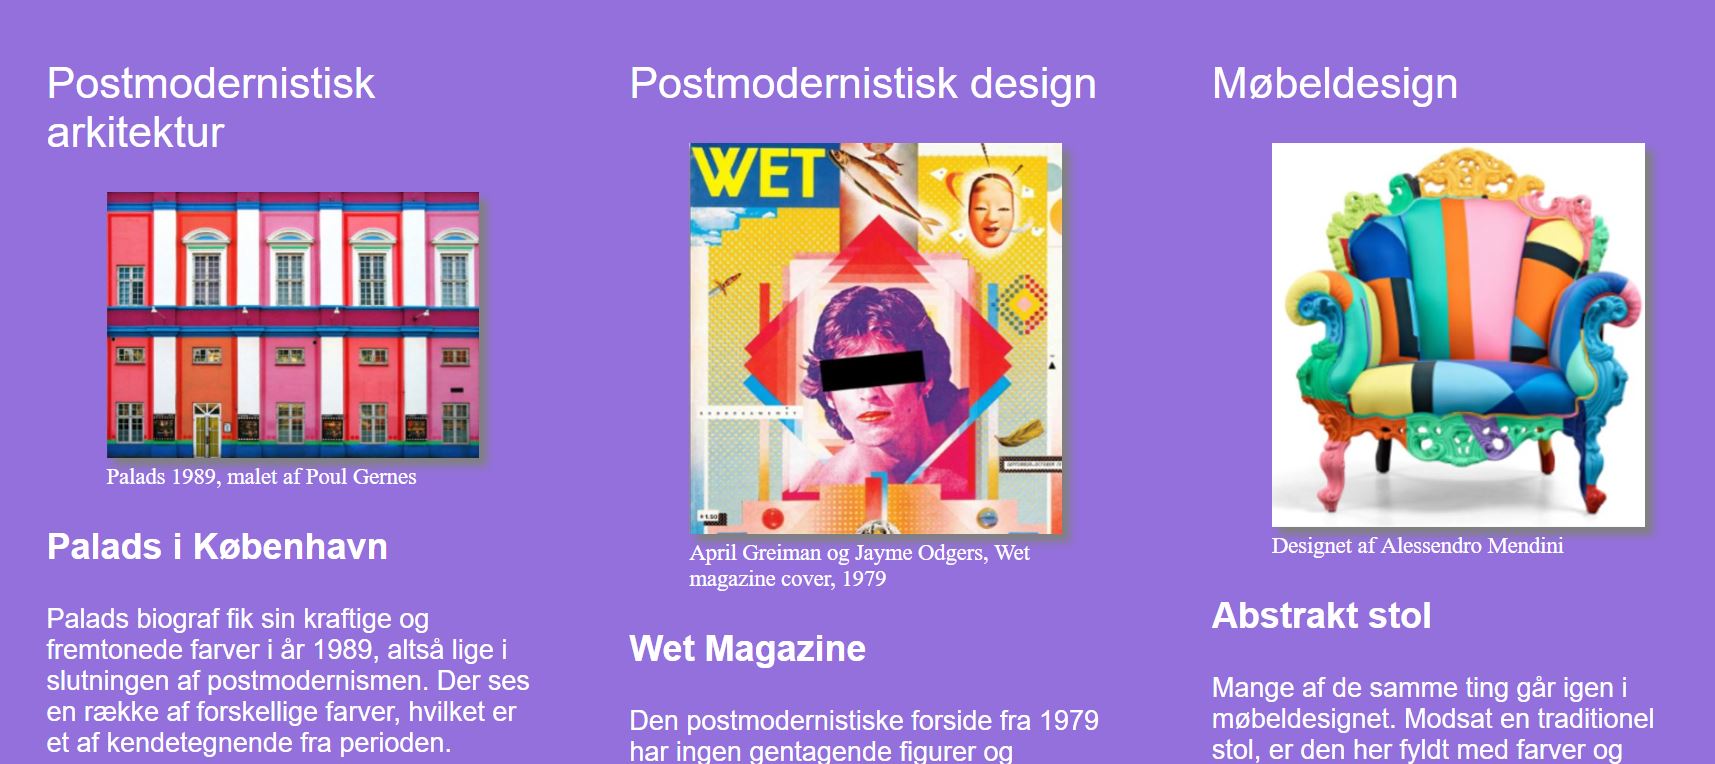 Postmodernistisk
arkitektur
Palads 1989, malet af Poul Gernes
Palads i København
Palads biograf fik sin kraftige og
fremtonede farver i år 1989, altså lige i
slutningen af postmodernismen. Der ses
en række af forskellige farver, hvilket er
et af kendetegnende fra perioden.
Postmodernistisk design
WET
April Greiman og Jayme Odgers, Wet
magazine cover, 1979
Wet Magazine
Den postmodernistiske forside fra 1979
har ingen gentagende figurer og
Møbeldesign
Designet af Alessendro Mendini
Abstrakt stol
Mange af de samme ting går igen i
møbeldesignet. Modsat en traditionel
stol, er den her fyldt med farver og